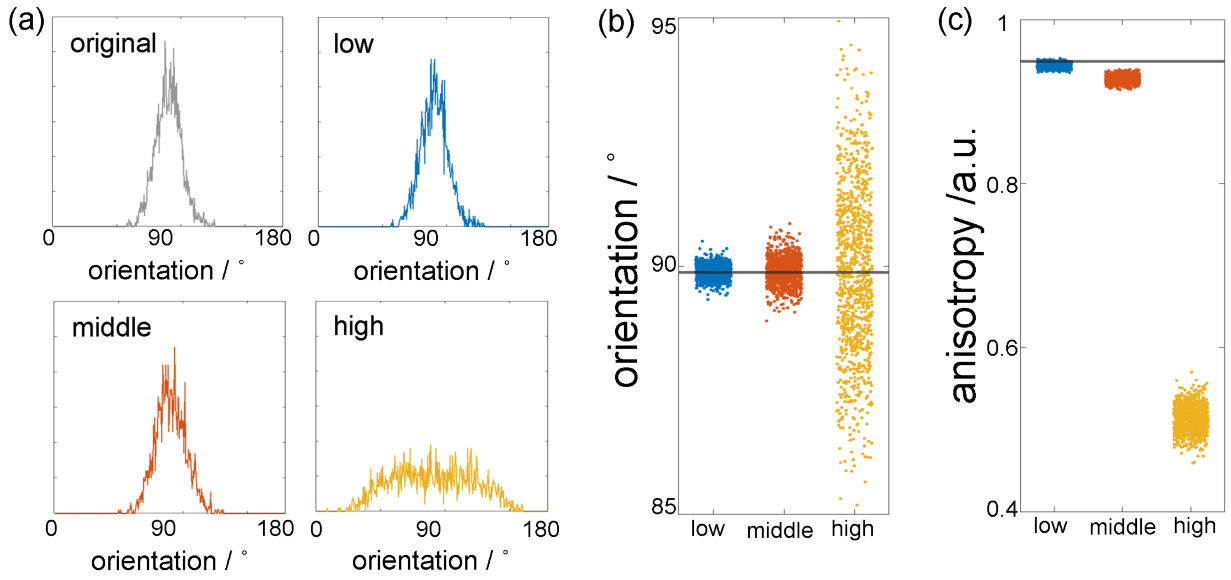 (a)
original
0 90 180
orientation / °
low
0 90 180
orientation / °
middle
0 90 180
orientation / °
high
0 90 180
orientation / °
(b)
95
90
85
orientation / °
low middle high
(c)
1
0.8
0.6
0.4
anisotropy /a.u.
low middle high